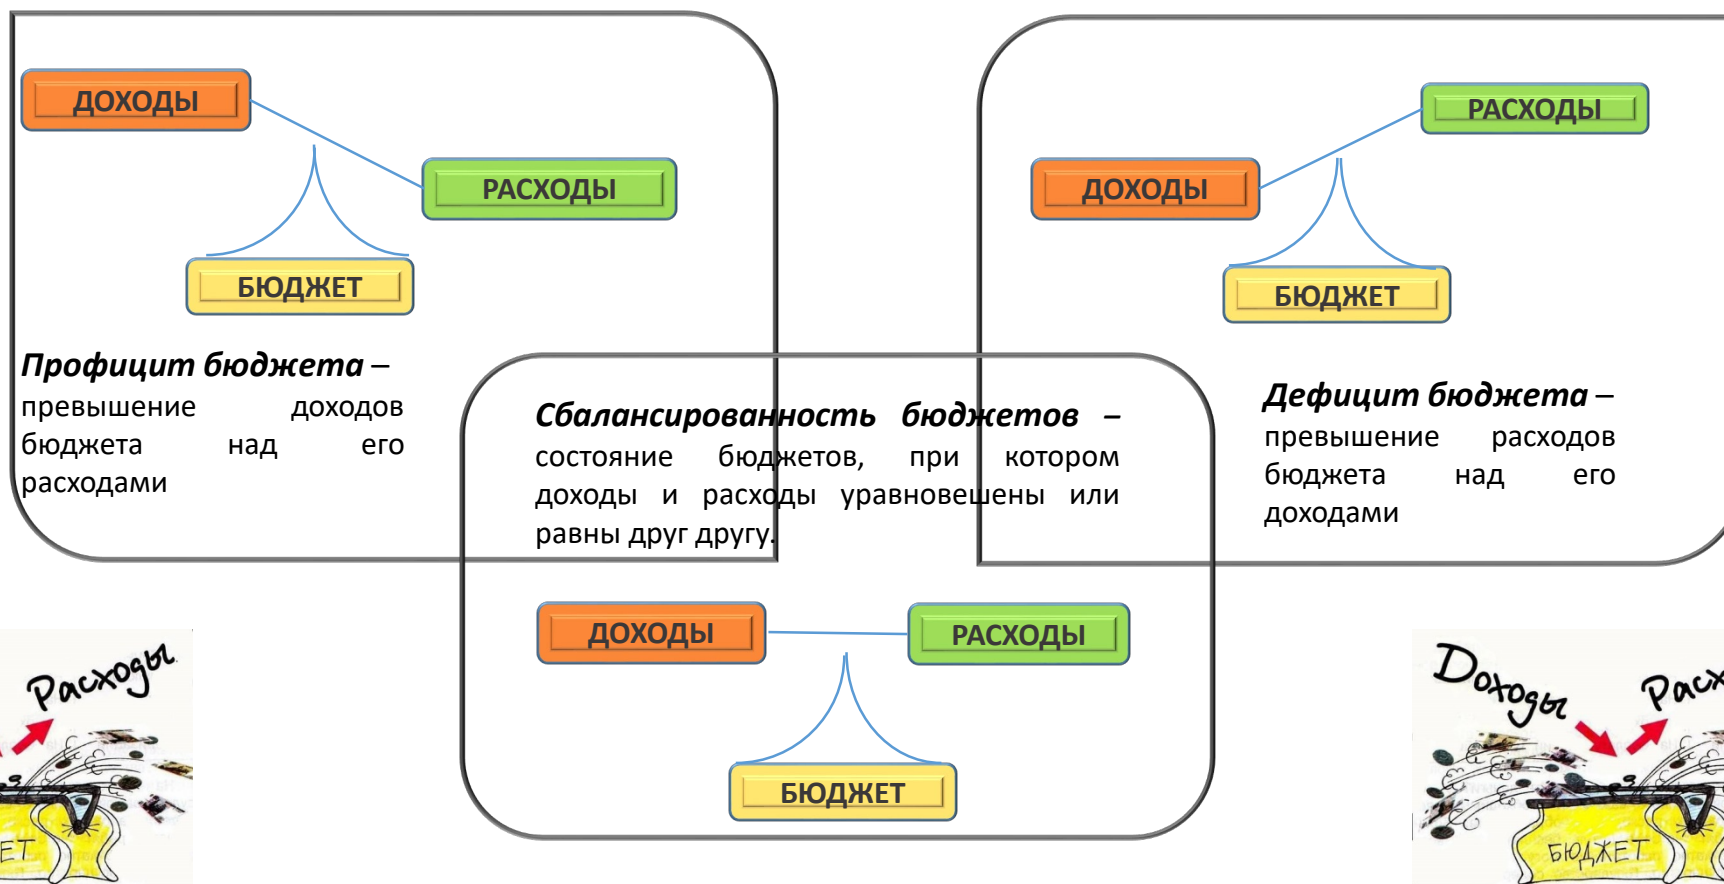 ДОХОДЫ
РАСХОДЫ
БЮДЖЕТ
Профицит бюджета –
превышение доходов
бюджета над его
расходами
РАСХОДЫ
ДОХОДЫ
БЮДЖЕТ
Дефицит бюджета –
превышение расходов
бюджета над его
доходами
Сбалансированность бюджетов –
состояние бюджетов, при котором
доходы и расходы уравновешены или
равны друг другу.
ДОХОДЫ
РАСХОДЫ
БЮДЖЕТ
Расходы
ЕТ
Доходы
Расх
БЮДЖЕТ